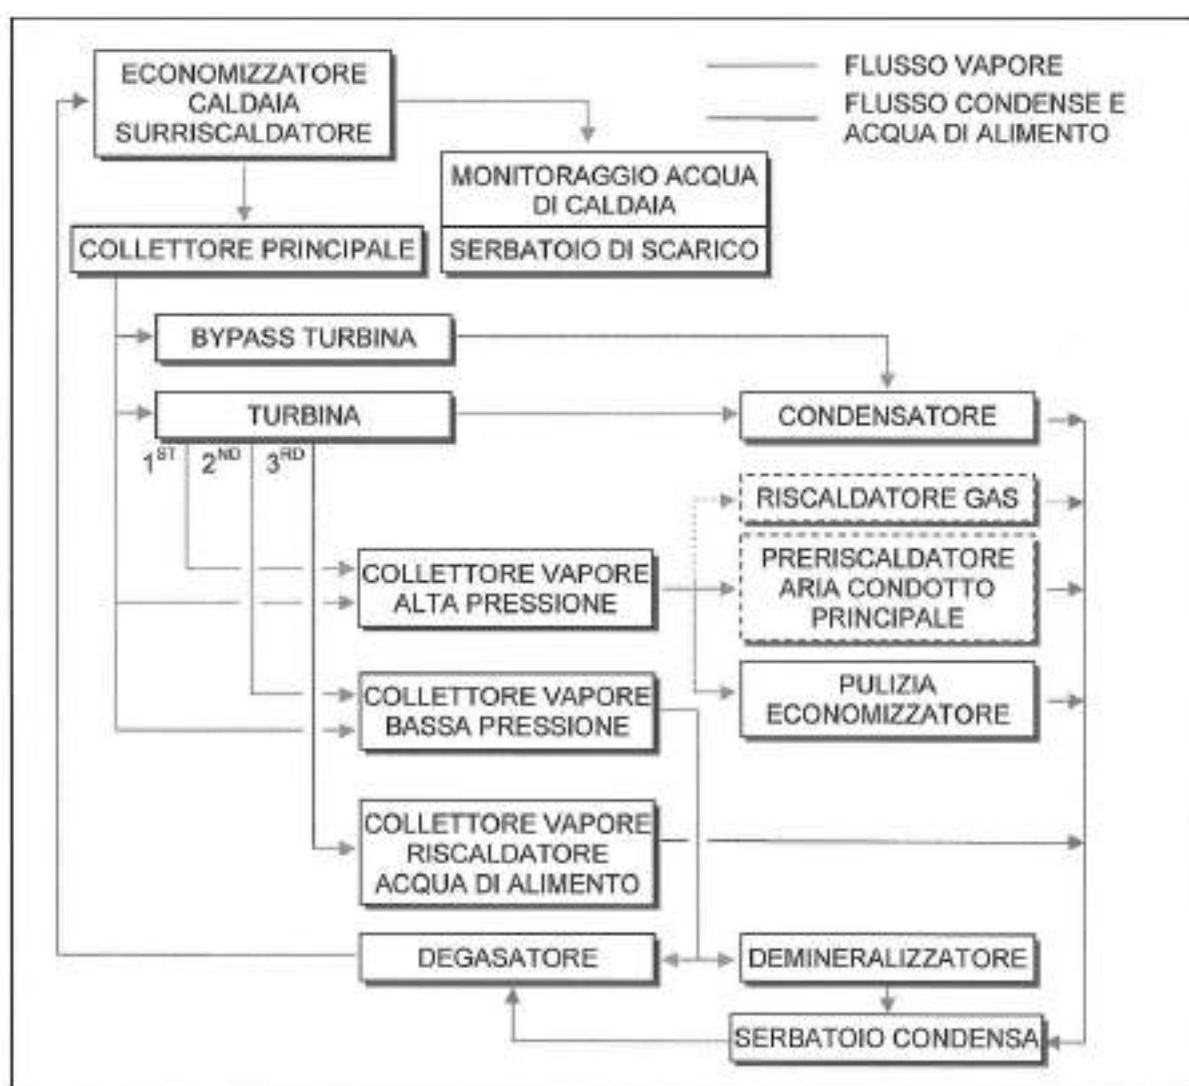 ECONOMIZZATORE
CALDAIA
SURRISCALDATORE
FLUSSO VAPORE
FLUSSO CONDENSE E
ACQUA DI ALIMENTO
MONITORAGGIO ACQUA
DI CALDAIA
SERBATOIO DI SCARICO
COLLETTORE PRINCIPALE
BYPASS TURBINA
TURBINA
CONDENSATORE
1ST 2ND 3RD
RISCALDATORE GAS
COLLETTORE VAPORE
ALTA PRESSIONE
PRERISCALDATORE
ARIA CONDOTTO
PRINCIPALE
COLLETTORE VAPORE
BASSA PRESSIONE
PULIZIA
ECONOMIZZATORE
COLLETTORE VAPORE
RISCALDATORE
ACQUA DI ALIMENTO
DEGASATORE
DEMINERALIZZATORE
SERBATOIO CONDENSA